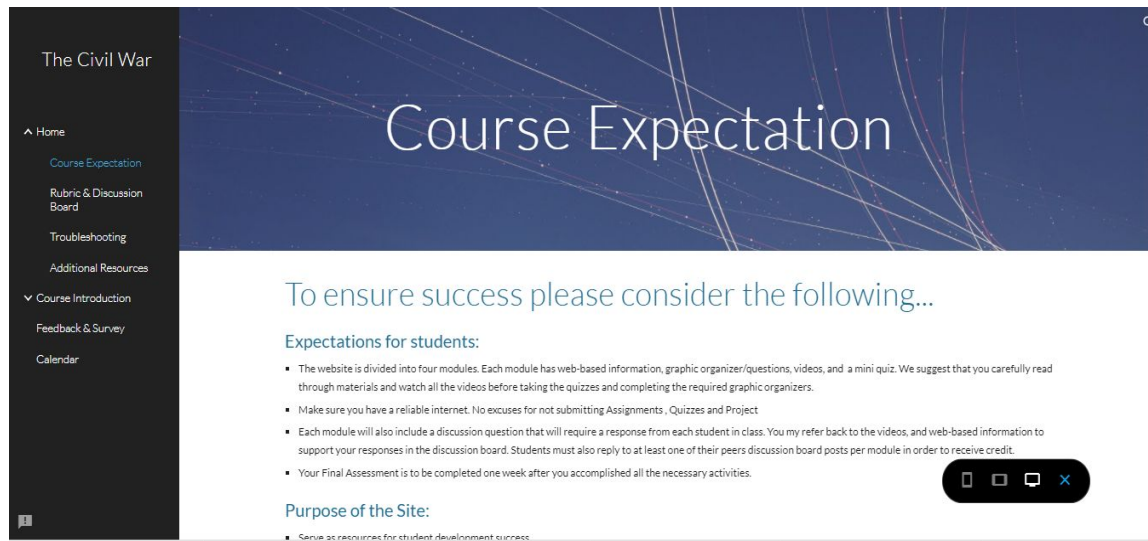 The Civil War
Home
Course Expectation
Rubric & Discussion
Board
Troubleshooting
Additional Resources
Course Introduction
Feedback & Survey
Calendar
Course Expectation
To ensure success please consider the following...
Expectations for students:
▪ The website is divided into four modules. Each module has web-based information, graphic organizer/questions, videos, and a mini quiz. We suggest that you carefully read
through materials and watch all the videos before taking the quizzes and completing the required graphic organizers.
▪ Make sure you have a reliable internet. No excuses for not submitting Assignments , Quizzes and Project
▪ Each module will also include a discussion question that will require a response from each student in class. You my refer back to the videos, and web-based information to
support your responses in the discussion board. Students must also reply to at least one of their peers discussion board posts per module in order to receive credit.
▪ Your Final Assessment is to be completed one week after you accomplished all the necessary activities.
Purpose of the Site:
▪ Serve as resources for student development success